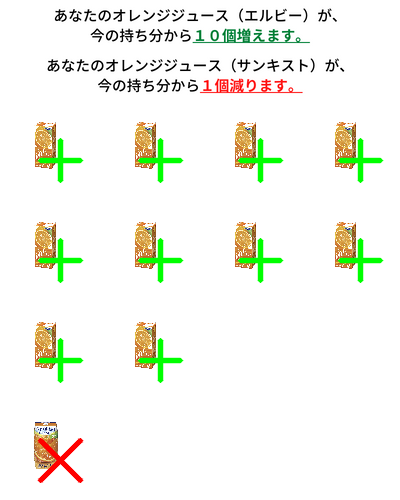 あなたのオレンジジュース（エルビー）が、
今の持ち分から１０個増えます。
あなたのオレンジジュース（サンキスト）が、
今の持ち分から１個減ります。